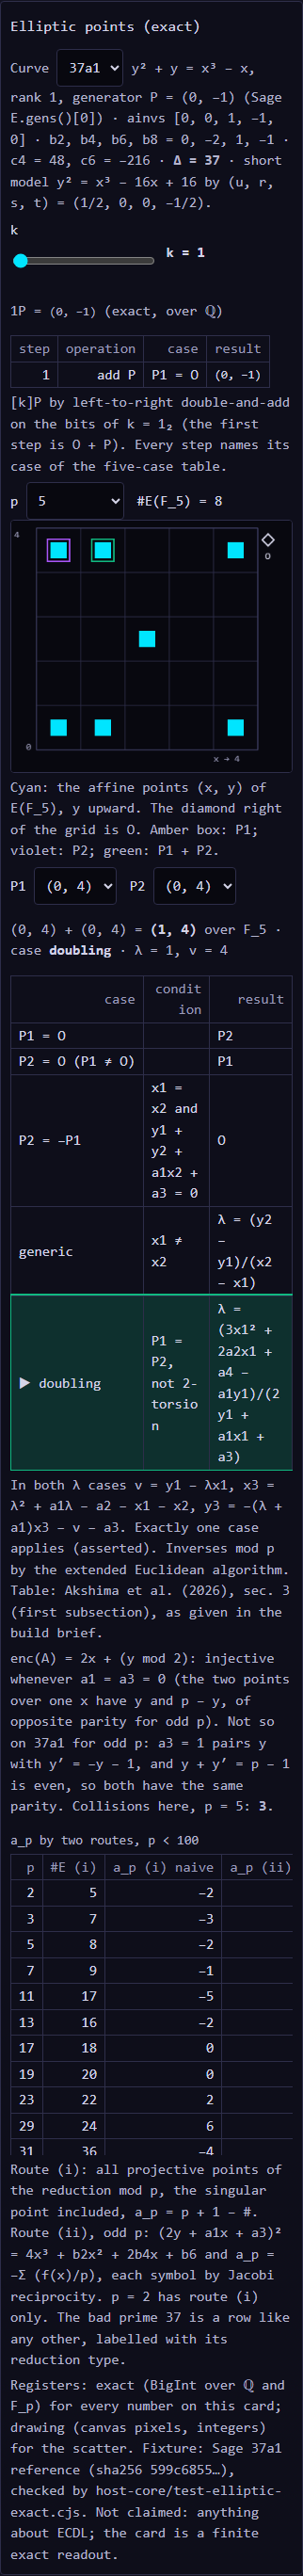 Elliptic points (exact)
Curve 37a1 y² + y = x³ − x,
rank 1, generator P = (0, −1) (Sage
E.gens()[0]) · ainvs [0, 0, 1, −1,
0] · b2, b4, b6, b8 = 0, −2, 1, −1 ·
c4 = 48, c6 = −216 · Δ = 37 · short
model y² = x³ − 16x + 16 by (u, r,
s, t) = (1/2, 0, 0, −1/2).
k
k = 1
1P = (0, −1) (exact, over ℚ)
step operation case result
1 add P P1 = O (0, −1)
[k]P by left-to-right double-and-add
on the bits of k = 1₂ (the first
step is O + P). Every step names its
case of the five-case table.
p 5 #E(F_5) = 8
4
O
0
x → 4
Cyan: the affine points (x, y) of
E(F_5), y upward. The diamond right
of the grid is O. Amber box: P1;
violet: P2; green: P1 + P2.
P1 (0, 4) P2 (0, 4)
(0, 4) + (0, 4) = (1, 4) over F_5 ·
case doubling · λ = 1, ν = 4
case condit result
ion
P1 = O P2
P2 = O (P1 ≠ O) P1
P2 = −P1 x1 = x2 and y1 + y2 + a1x2 + a3 = 0 O
generic x1 ≠ x2 λ = (y2 − y1)/(x2 − x1)
▶ doubling P1 = P2, not 2-torsion λ = (3x1² + 2a2x1 + a4 − a1y1)/(2y1 + a1x1 + a3)
In both λ cases ν = y1 − λx1, x3 =
λ² + a1λ − a2 − x1 − x2, y3 = −(λ +
a1)x3 − ν − a3. Exactly one case
applies (asserted). Inverses mod p
by the extended Euclidean algorithm.
Table: Akshima et al. (2026), sec. 3
(first subsection), as given in the
build brief.
enc(A) = 2x + (y mod 2): injective
whenever a1 = a3 = 0 (the two points
over one x have y and p − y, of
opposite parity for odd p). Not so
on 37a1 for odd p: a3 = 1 pairs y
with y′ = −y − 1, and y + y′ = p − 1
is even, so both have the same
parity. Collisions here, p = 5: 3.
a_p by two routes, p < 100
p #E (i) a_p (i) naive a_p (ii)
2 5 −2
3 7 −3
5 8 −2
7 9 −1
11 17 −5
13 16 −2
17 18 0
19 20 0
23 22 2
29 24 6
31 36 −4
Route (i): all projective points of
the reduction mod p, the singular
point included, a_p = p + 1 − #.
Route (ii), odd p: (2y + a1x + a3)²
= 4x³ + b2x² + 2b4x + b6 and a_p =
−Σ (f(x)/p), each symbol by Jacobi
reciprocity. p = 2 has route (i)
only. The bad prime 37 is a row like
any other, labelled with its
reduction type.
Registers: exact (BigInt over ℚ and
F_p) for every number on this card;
drawing (canvas pixels, integers)
for the scatter. Fixture: Sage 37a1
reference (sha256 599c6855…),
checked by host-core/test-elliptic-
exact.cjs. Not claimed: anything
about ECDL; the card is a finite
exact readout.